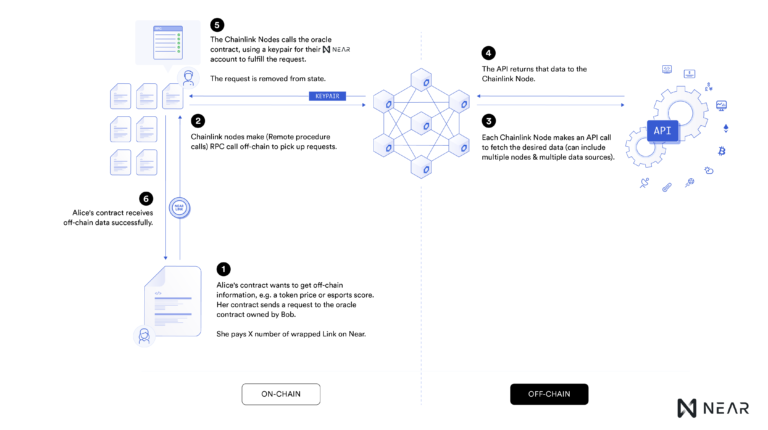 5
The Chainlink Nodes calls the oracle
contract, using a keypair for their NEAR
account to fulfill the request.
The request is removed from state.
KEYPAIR
2
Chainlink nodes make (Remote procedure
calls) RPC call off-chain to pick up requests.
4
The API returns that data to the
Chainlink Node.
3
Each Chainlink Node makes an API call
to fetch the desired data (can include
multiple nodes & multiple data sources).
API
6
Alice's contract receives
off-chain data successfully.
NEAR
LINK
1
Alice's contract wants to get off-chain
information, e.g. a token price or esports score.
Her contract sends a request to the oracle
contract owned by Bob.
She pays X number of wrapped Link on Near.
ON-CHAIN
OFF-CHAIN
NEAR